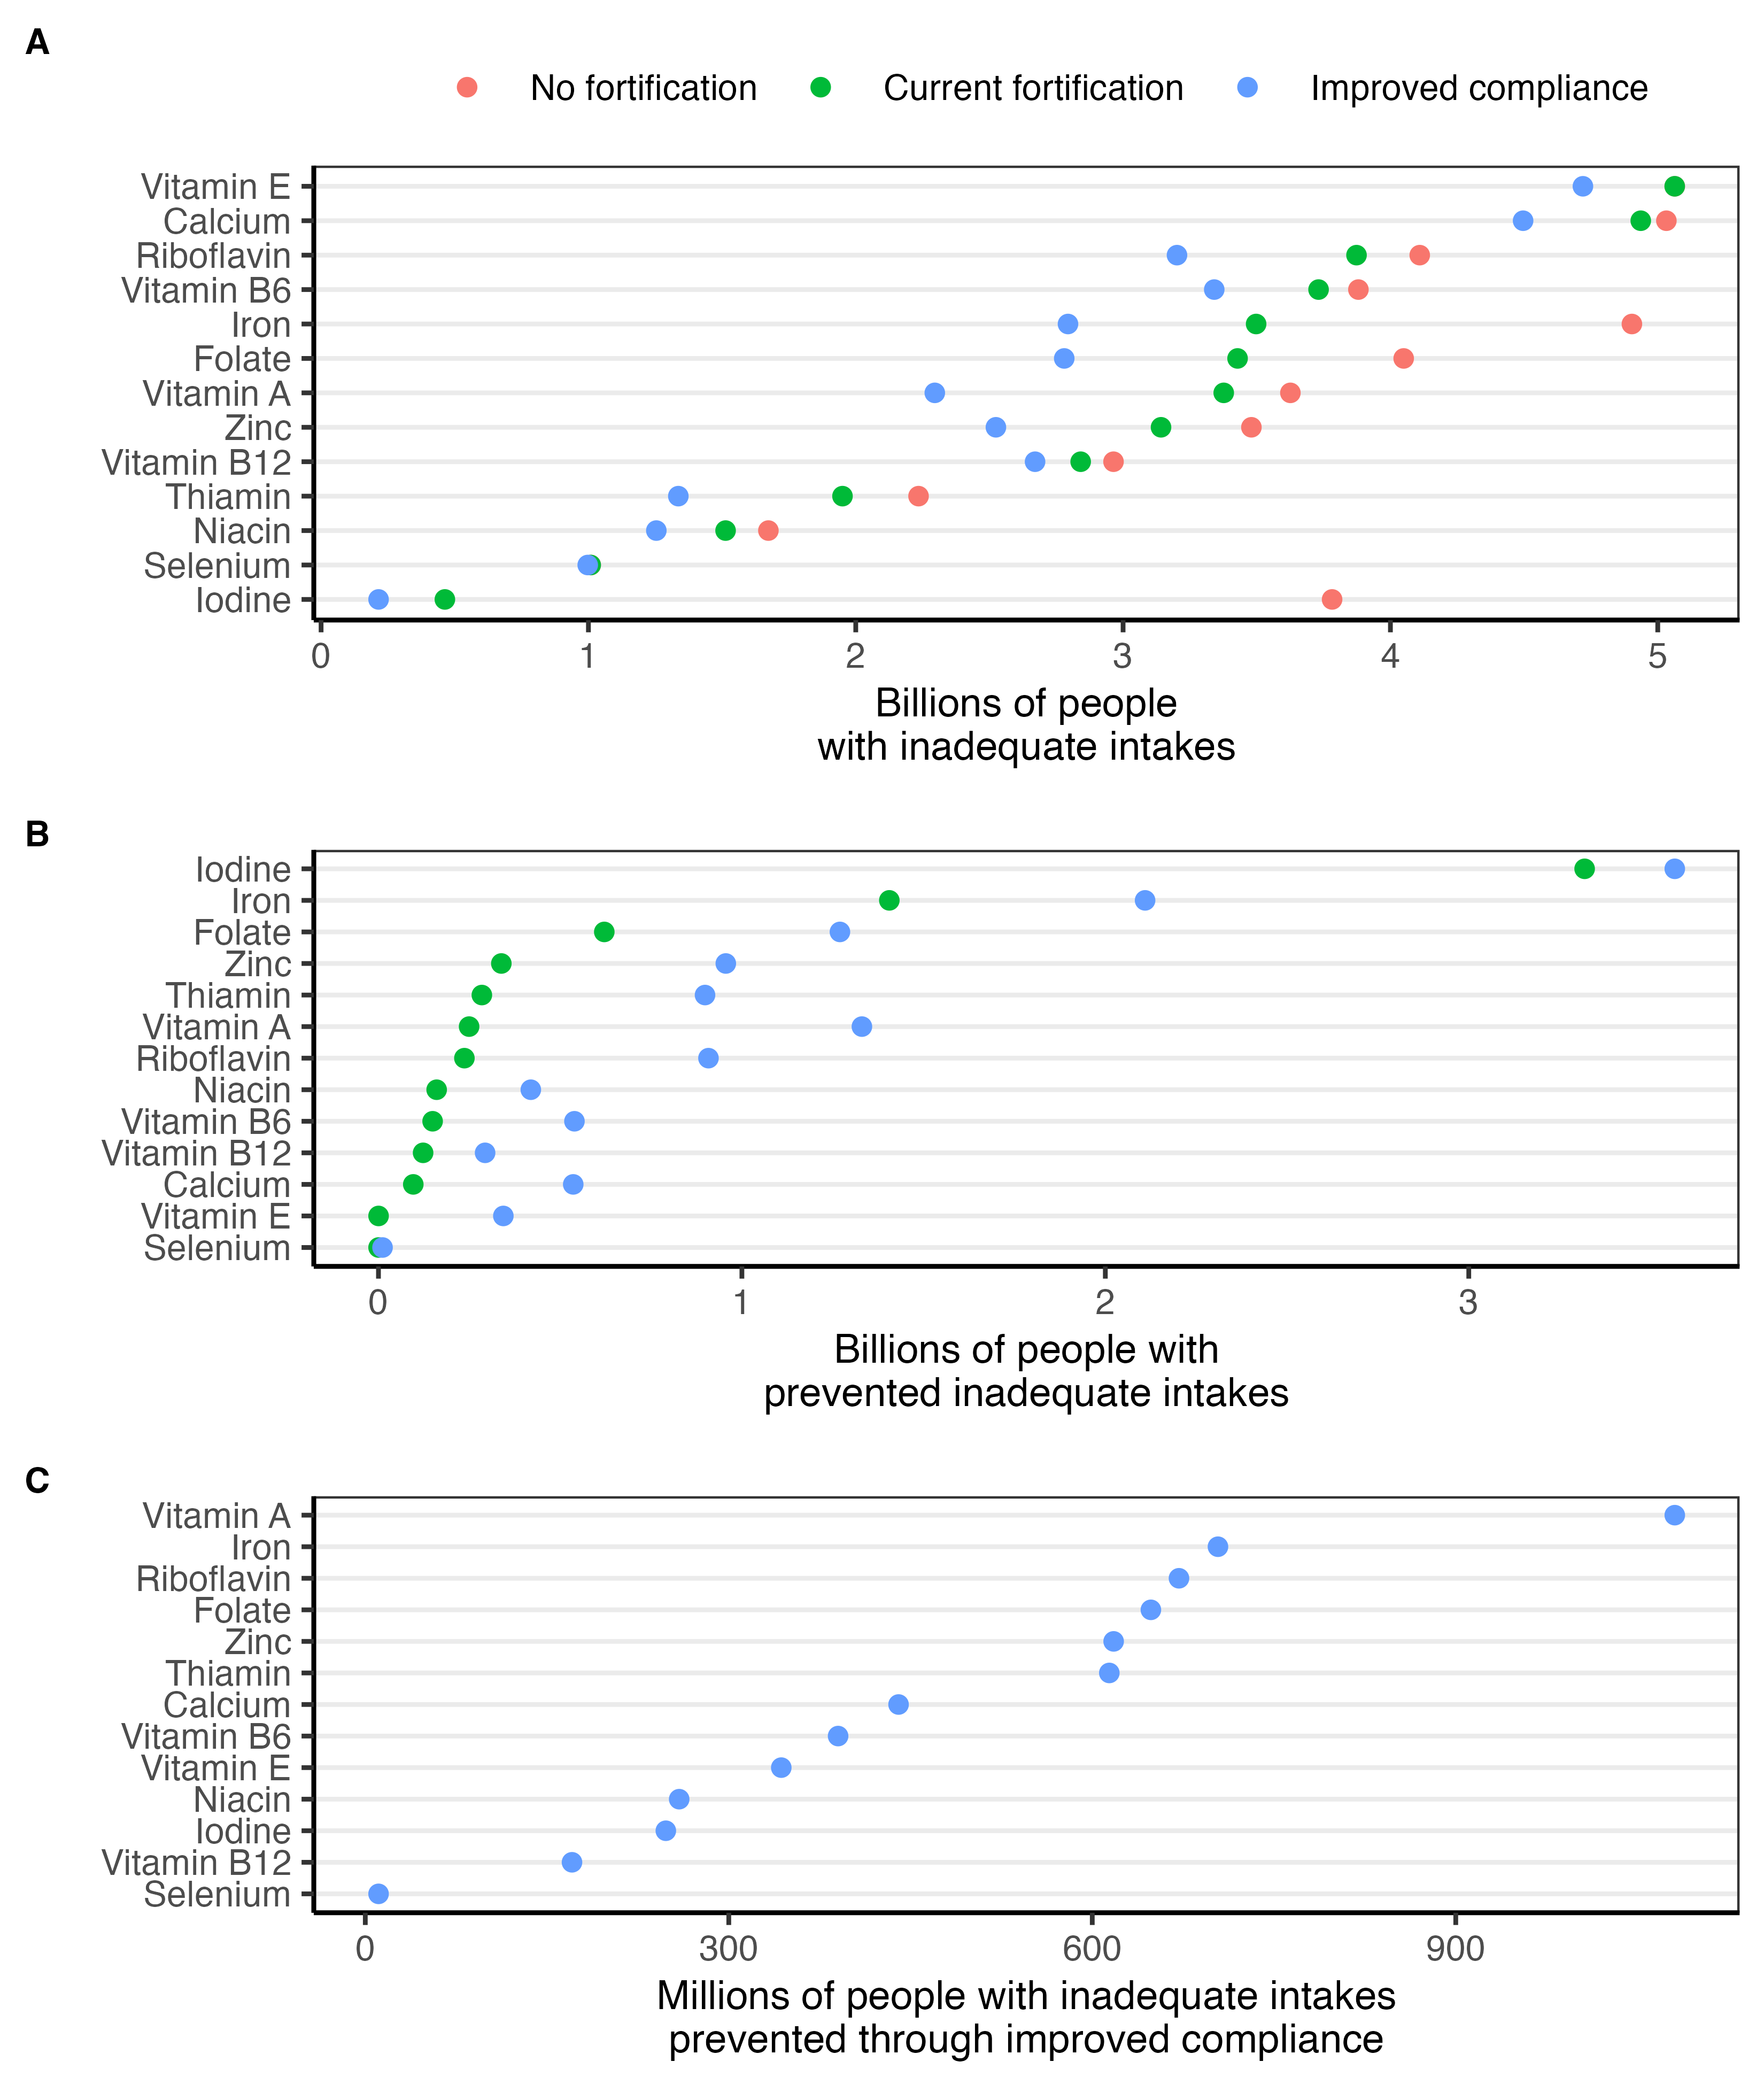 A
No fortification Current fortification Improved compliance
Vitamin E
Calcium
Riboflavin
Vitamin B6
Iron
Folate
Vitamin A
Zinc
Vitamin B12
Thiamin
Niacin
Selenium
Iodine
0 1 2 3 4 5
Billions of people
with inadequate intakes
B
Iodine
Iron
Folate
Zinc
Thiamin
Vitamin A
Riboflavin
Niacin
Vitamin B6
Vitamin B12
Calcium
Vitamin E
Selenium
0 1 2 3
Billions of people with
prevented inadequate intakes
C
Vitamin A
Iron
Riboflavin
Folate
Zinc
Thiamin
Calcium
Vitamin B6
Vitamin E
Niacin
Iodine
Vitamin B12
Selenium
0 300 600 900
Millions of people with inadequate intakes
prevented through improved compliance